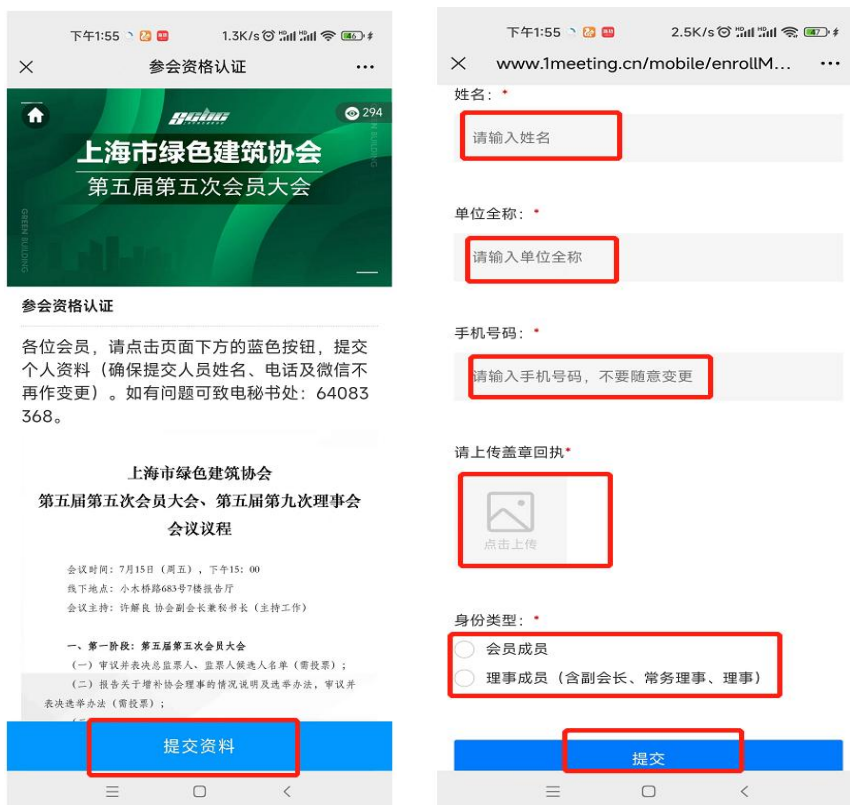 下午1:55
1.3K/s
46
参会资格认证
294
上海市绿色建筑协会
第五届第五次会员大会
GREEN BUILDING
参会资格认证
各位会员，请点击页面下方的蓝色按钮，提交
个人资料（确保提交人员姓名、电话及微信不
再作变更）。如有问题可致电秘书处：64083
368。
上海市绿色建筑协会
第五届第五次会员大会、第五届第九次理事会
会议议程
会议时间：7月15日（周五），下午15：00
线下地点：小木桥路683号7楼报告厅
会议主持：许解良 协会副会长兼秘书长（主持工作）
一、第一阶段：第五届第五次会员大会
（一）审议并表决总监票人、监票人候选人名单（需投票）；
（二）报告关于增补协会理事的情况说明及选举办法，审议并
表决选举办法（需投票）；
提交资料
下午1:55
2.5K/s
47
www.1meeting.cn/mobile/enrollM...
姓名：*
请输入姓名
单位全称：*
请输入单位全称
手机号码：*
请输入手机号码，不要随意变更
请上传盖章回执*
点击上传
身份类型：*
会员成员
理事成员（含副会长、常务理事、理事）
提交